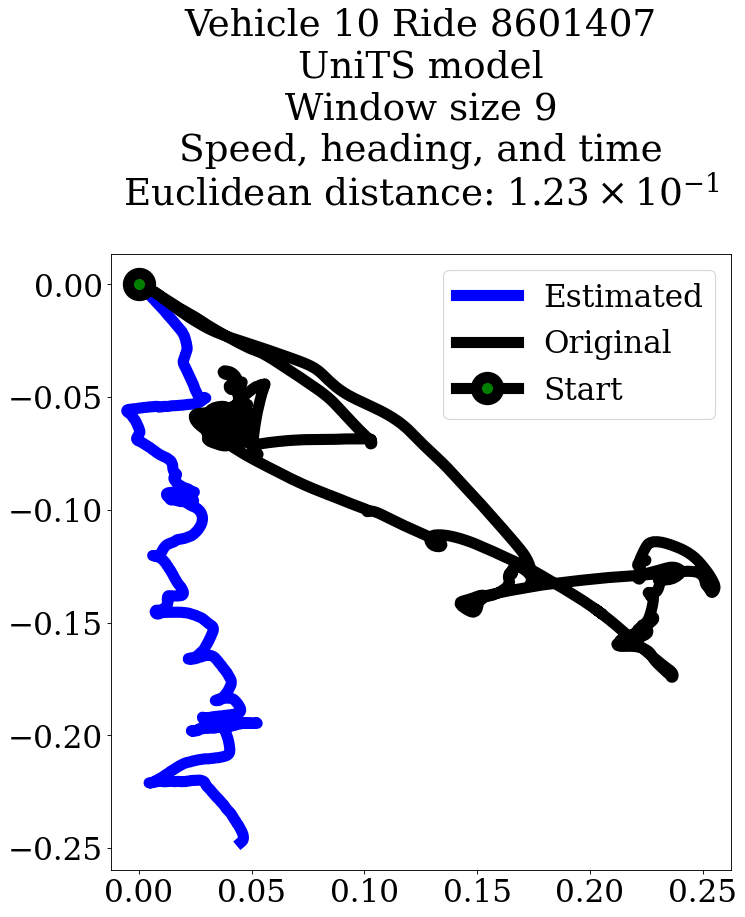 Vehicle 10 Ride 8601407
UniTS model
Window size 9
Speed, heading, and time
Euclidean distance: 1.23 × 10⁻¹
Estimated
Original
Start
0.00
−0.05
−0.10
−0.15
−0.20
−0.25
0.00 0.05 0.10 0.15 0.20 0.25